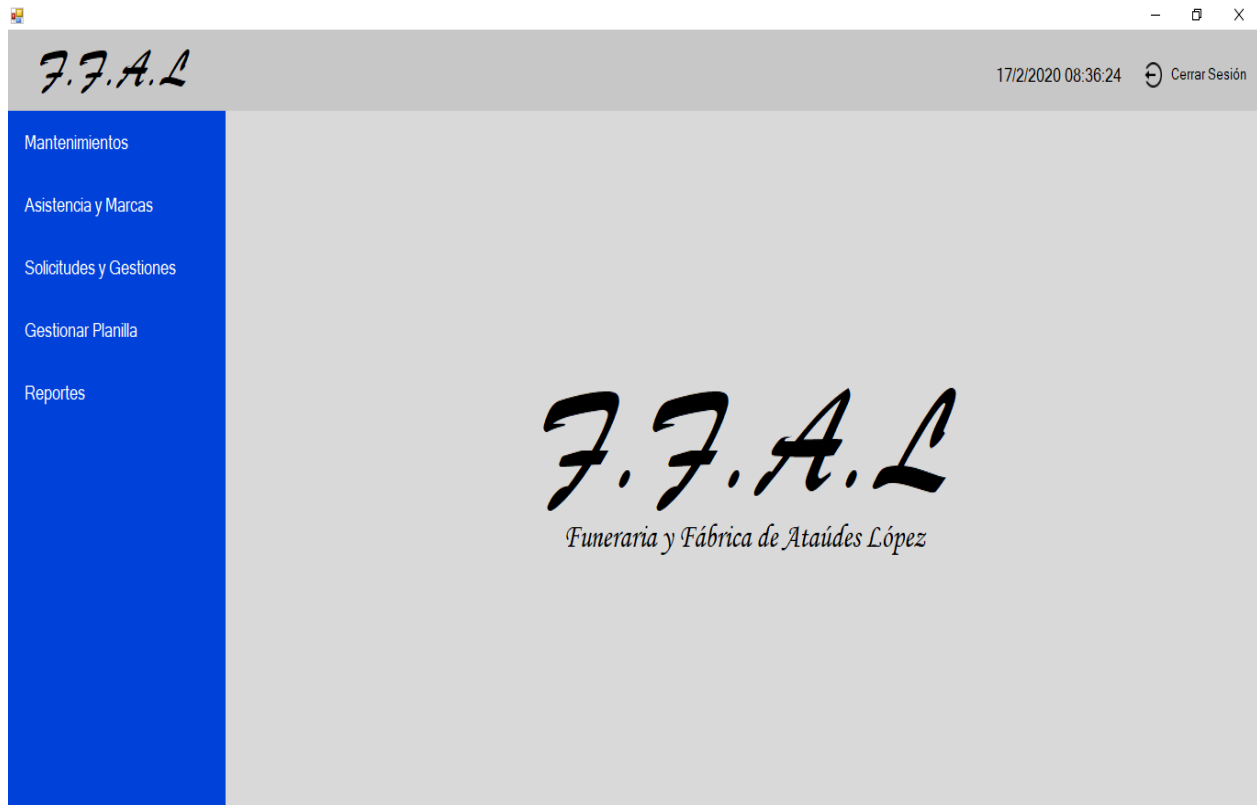 F.F.A.L
17/2/2020 08:36:24
Cerrar Sesión
Mantenimientos
Asistencia y Marcas
Solicitudes y Gestiones
Gestionar Planilla
Reportes
F.F.A.L
Funeraria y Fábrica de Ataúdes López